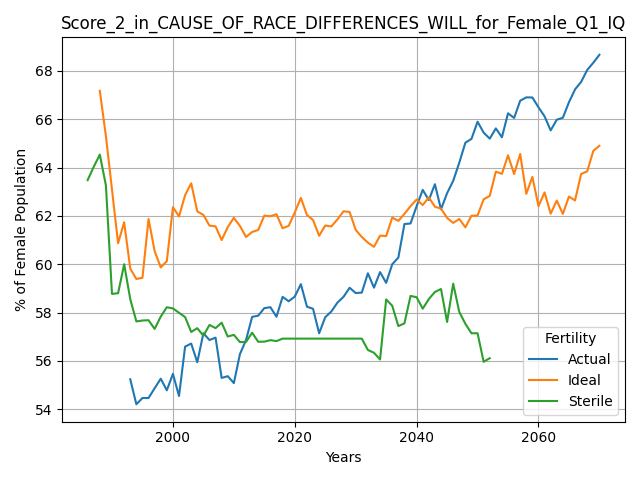 Score_2_in_CAUSE_OF_RACE_DIFFERENCES_WILL_for_Female_Q1_IQ
% of Female Population
68
66
64
62
60
58
56
54
Fertility
Actual
Ideal
Sterile
2000 2020 2040 2060
Years